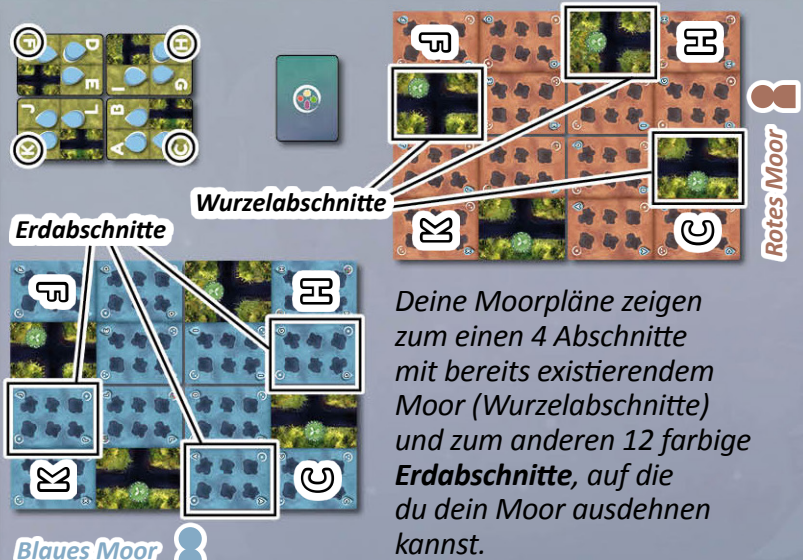 F
D
H
E
I
G
J
L
B
K
A
C
F
H
Wurzelabschnitte
K
C
Rotes Moor
Erdabschnitte
F
H
K
C
Blaues Moor
Deine Moorpläne zeigen
zum einen 4 Abschnitte
mit bereits existierendem
Moor (Wurzelabschnitte)
und zum anderen 12 farbige
Erdabschnitte, auf die
du dein Moor ausdehnen
kannst.